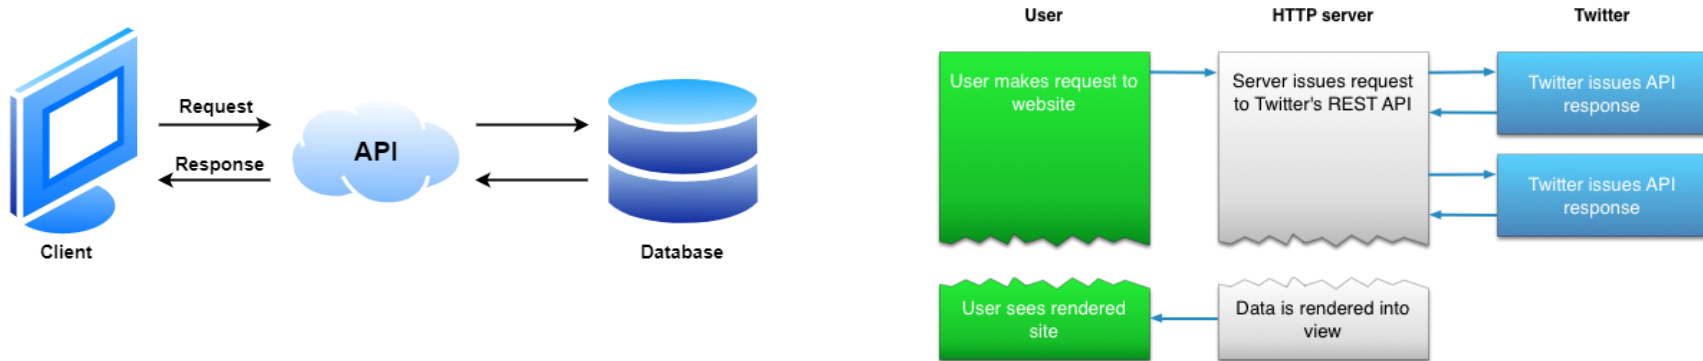 Request
API
Response
Client
Database
User
HTTP server
Twitter
User makes request to
website
Server issues request
to Twitter's REST API
Twitter issues API
response
Twitter issues API
response
User sees rendered
site
Data is rendered into
view